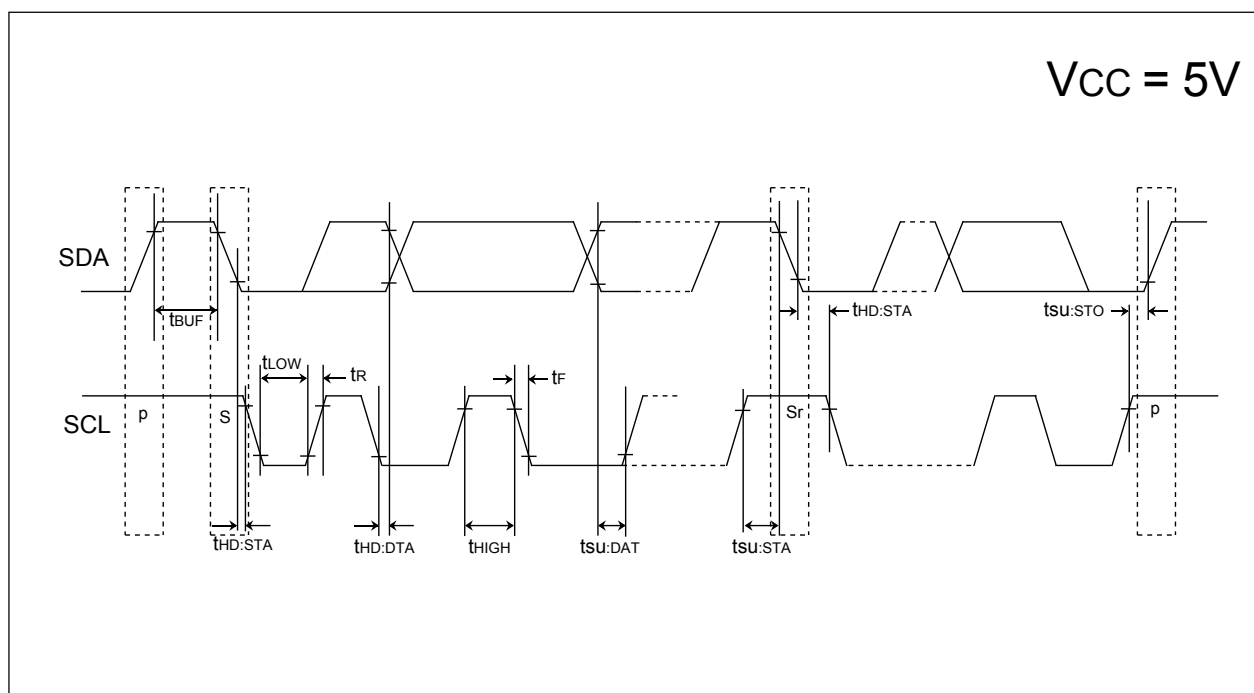 VCC = 5V
SDA
tBUF
tHD:STA
tsu:STO
tLOW
tR
tF
SCL
p
S
Sr
p
tHD:STA
tHD:DTA
tHIGH
tsu:DAT
tsu:STA